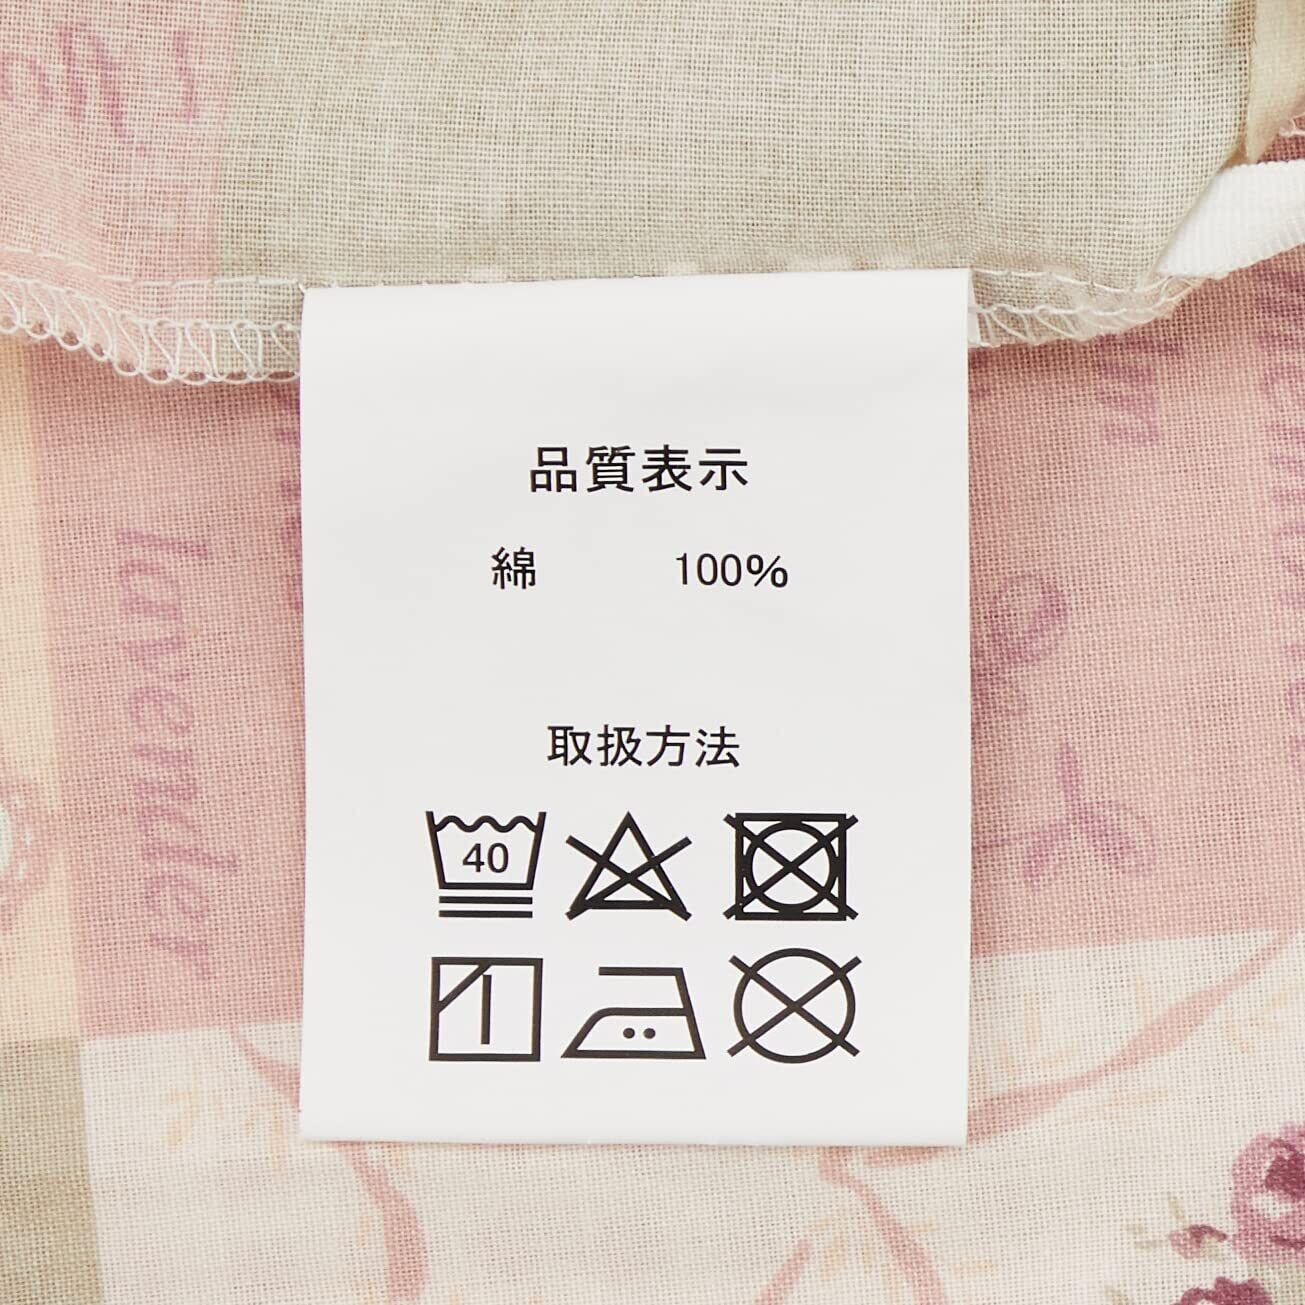 品質表示
綿 100%
取扱方法
40
lavender